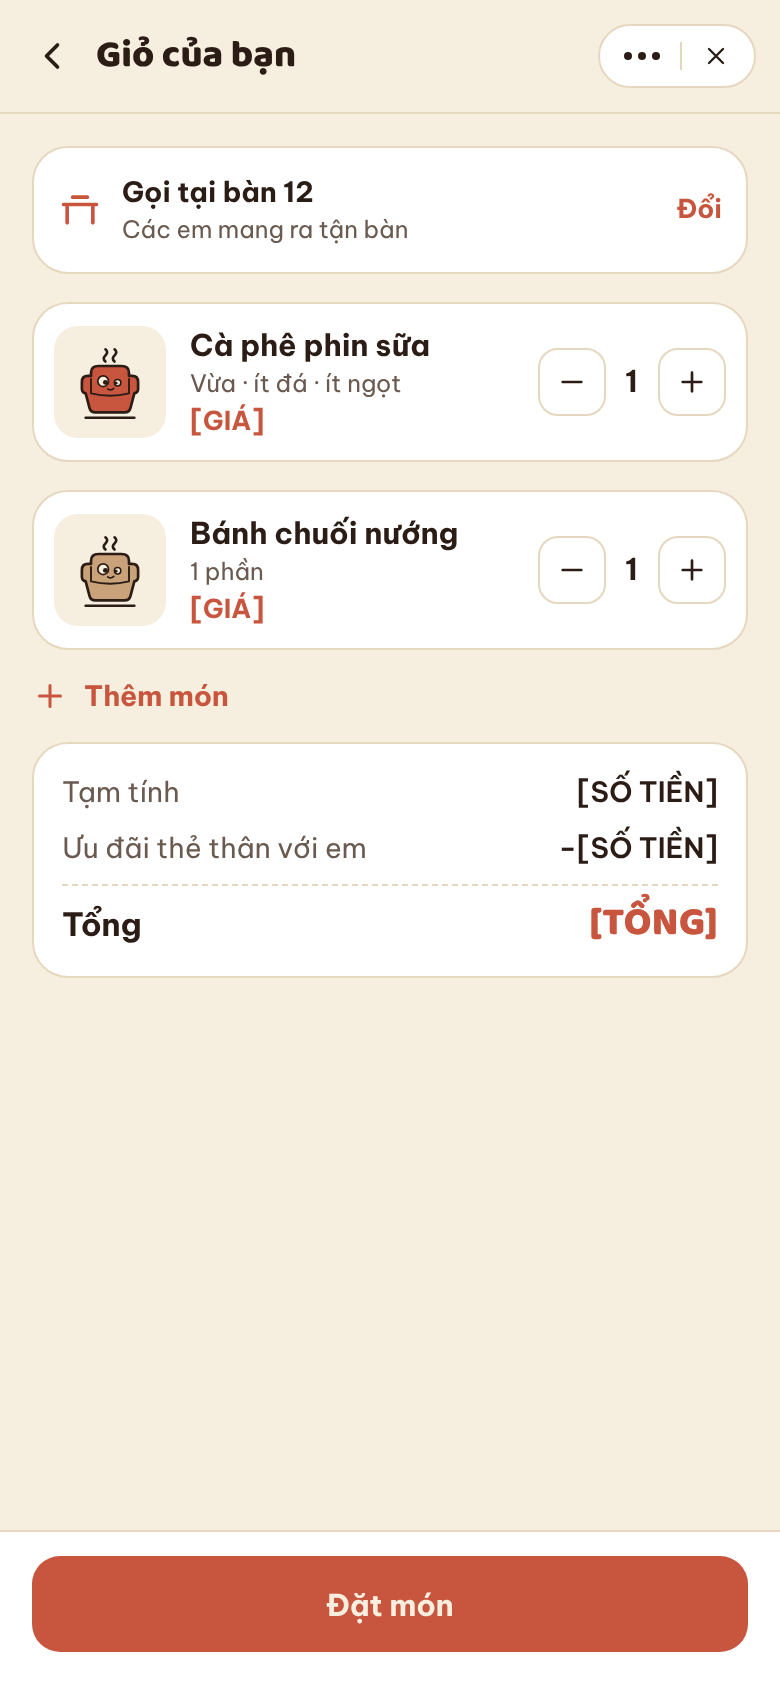 Giỏ của bạn
Gọi tại bàn 12
Các em mang ra tận bàn
Đổi
Cà phê phin sữa
Vừa · ít đá · ít ngọt
[GIÁ]
1
Bánh chuối nướng
1 phần
[GIÁ]
1
Thêm món
Tạm tính [SỐ TIỀN]
Ưu đãi thẻ thân với em -[SỐ TIỀN]
Tổng [TỔNG]
Đặt món